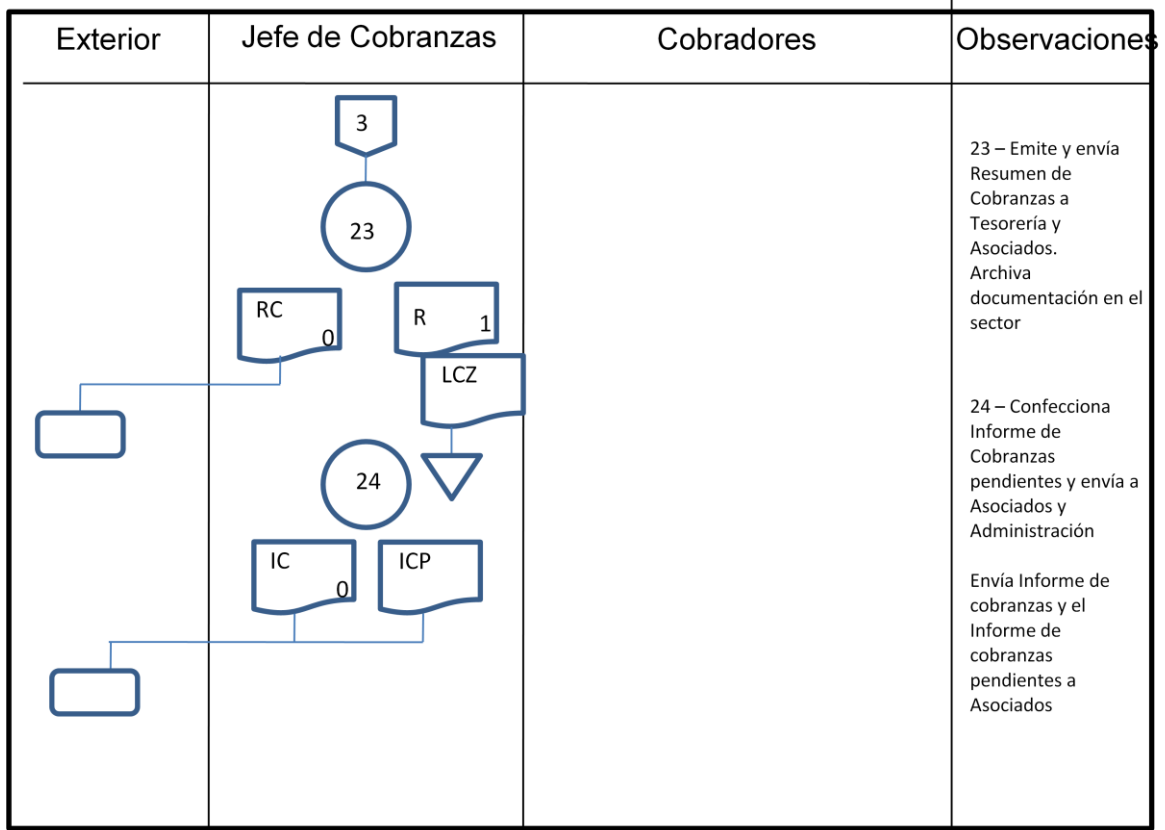 Exterior
Jefe de Cobranzas
Cobradores
Observaciones
3
23
RC
0
R
1
LCZ
24
IC
0
ICP
23 – Emite y envía
Resumen de
Cobranzas a
Tesorería y
Asociados.
Archiva
documentación en el
sector
24 – Confecciona
Informe de
Cobranzas
pendientes y envía a
Asociados y
Administración
Envía Informe de
cobranzas y el
Informe de
cobranzas
pendientes a
Asociados